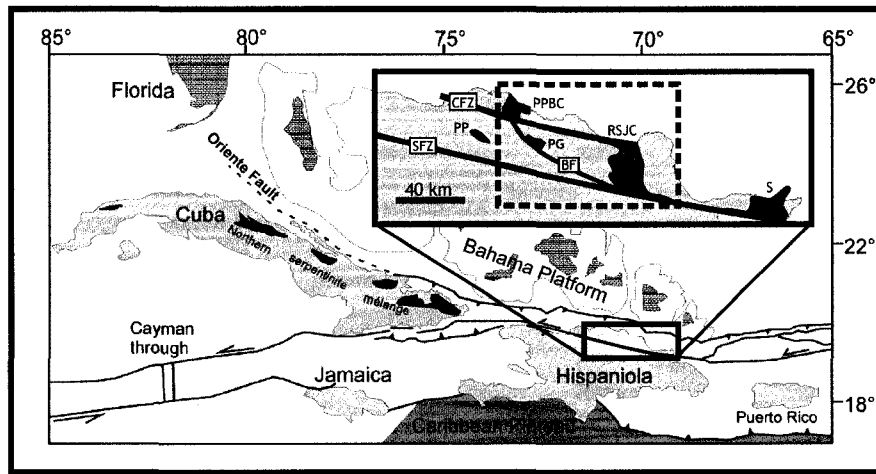 85°
80°
75°
70°
65°
Florida
26°
CFZ
PPBC
PP
RSJC
SFZ
PG
BF
S
40 km
Oriente Fault
Cuba
Northern
serpentinite
mélange
Bahama Platform
22°
Cayman
through
Jamaica
Hispaniola
Puerto Rico
18°